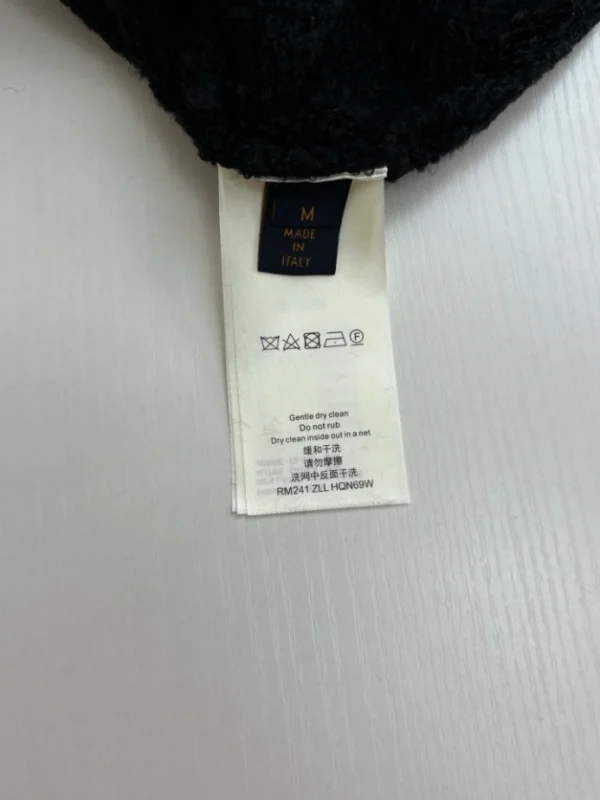 M
MADE
IN
ITALY
Gentle dry clean
Do not rub
Dry clean inside out in a net
缓和干洗
请勿摩擦
洗网中反面干洗
RM241 ZLL HQN69W